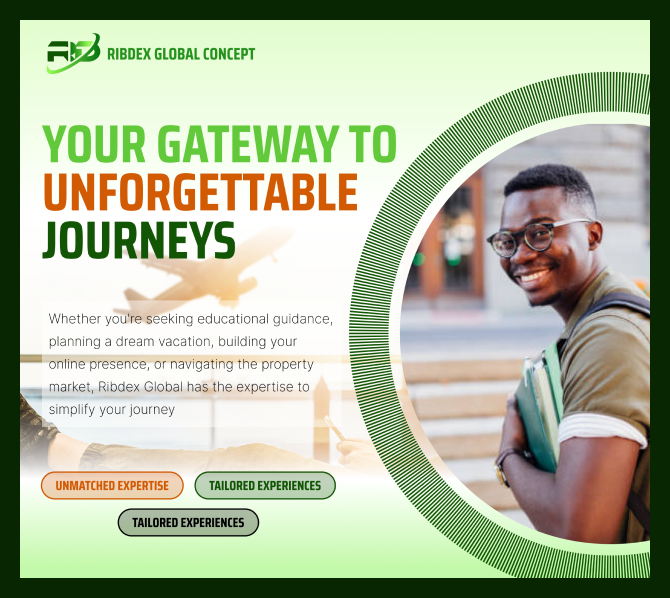 RIBDEX GLOBAL CONCEPT
YOUR GATEWAY TO
UNFORGETTABLE
JOURNEYS
Whether you're seeking educational guidance,
planning a dream vacation, building your
online presence, or navigating the property
market, Ribdex Global has the expertise to
simplify your journey
UNMATCHED EXPERTISE
TAILORED EXPERIENCES
TAILORED EXPERIENCES